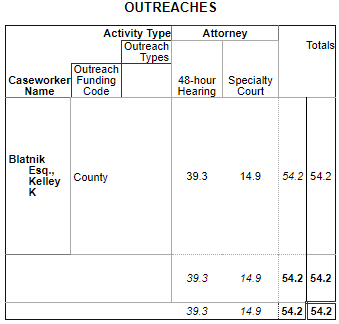 OUTREACHES
Activity Type Attorney
Outreach Types Totals
Caseworker Name Outreach Funding Code 48-hour Hearing Specialty Court
Blatnik Esq., Kelley K County 39.3 14.9 54.2 54.2
39.3 14.9 54.2 54.2
39.3 14.9 54.2 54.2